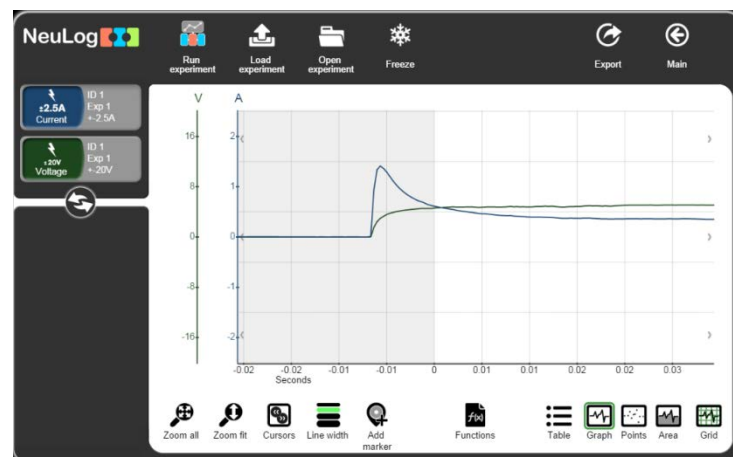 NeuLog
Run experiment
Load experiment
Open experiment
Freeze
Export
Main
±2.5A
Current
ID 1
Exp 1
+-2.5A
±20V
Voltage
ID 1
Exp 1
+-20V
V A
16 2
8 1
0 0
-8 -1
-16 -2
-0.02 -0.02 -0.01 -0.01 0 0.01 0.01 0.02 0.02 0.03
Seconds
Zoom all
Zoom fit
Cursors
Line width
Add marker
f(x)
Functions
Table
Graph
Points
Area
Grid